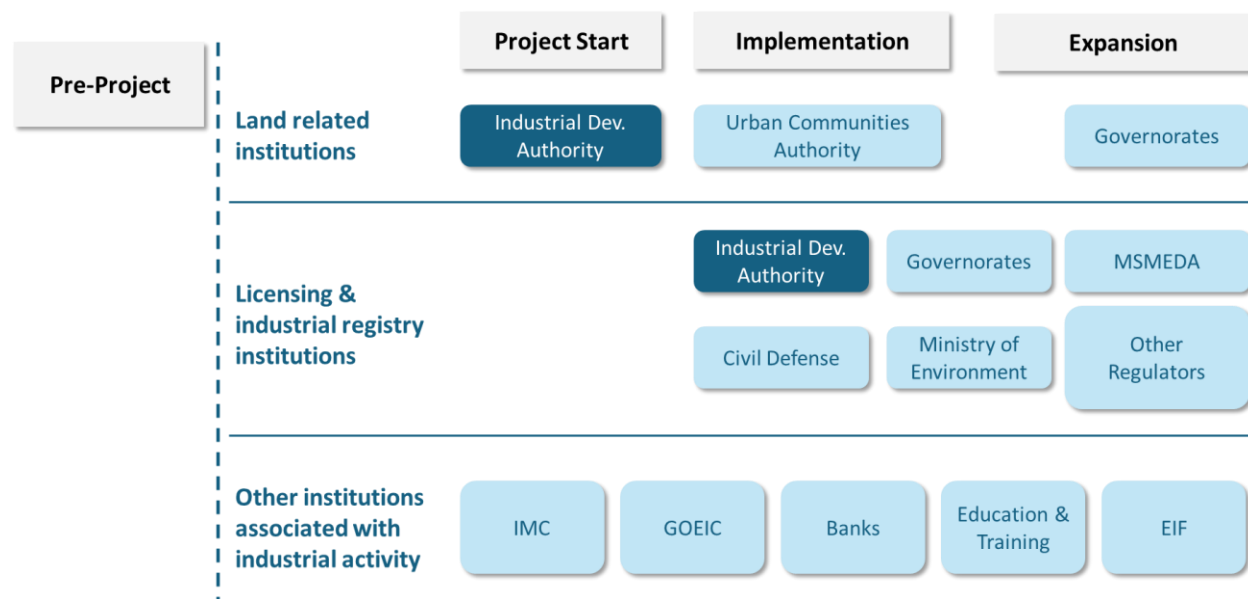 Project Start
Implementation
Expansion
Pre-Project
Land related
institutions
Industrial Dev.
Authority
Urban Communities
Authority
Governorates
Licensing &
industrial registry
institutions
Industrial Dev.
Authority
Governorates
MSMEDA
Civil Defense
Ministry of
Environment
Other
Regulators
Other institutions
associated with
industrial activity
IMC
GOEIC
Banks
Education &
Training
EIF